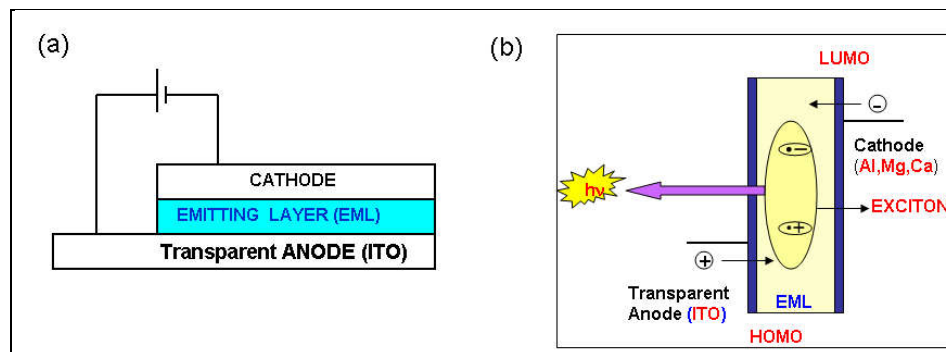 (a)
CATHODE
EMITTING LAYER (EML)
Transparent ANODE (ITO)
(b)
LUMO
−
Cathode
(Al,Mg,Ca)
hν
•−
EXCITON
•+
+
Transparent
Anode (ITO)
EML
HOMO